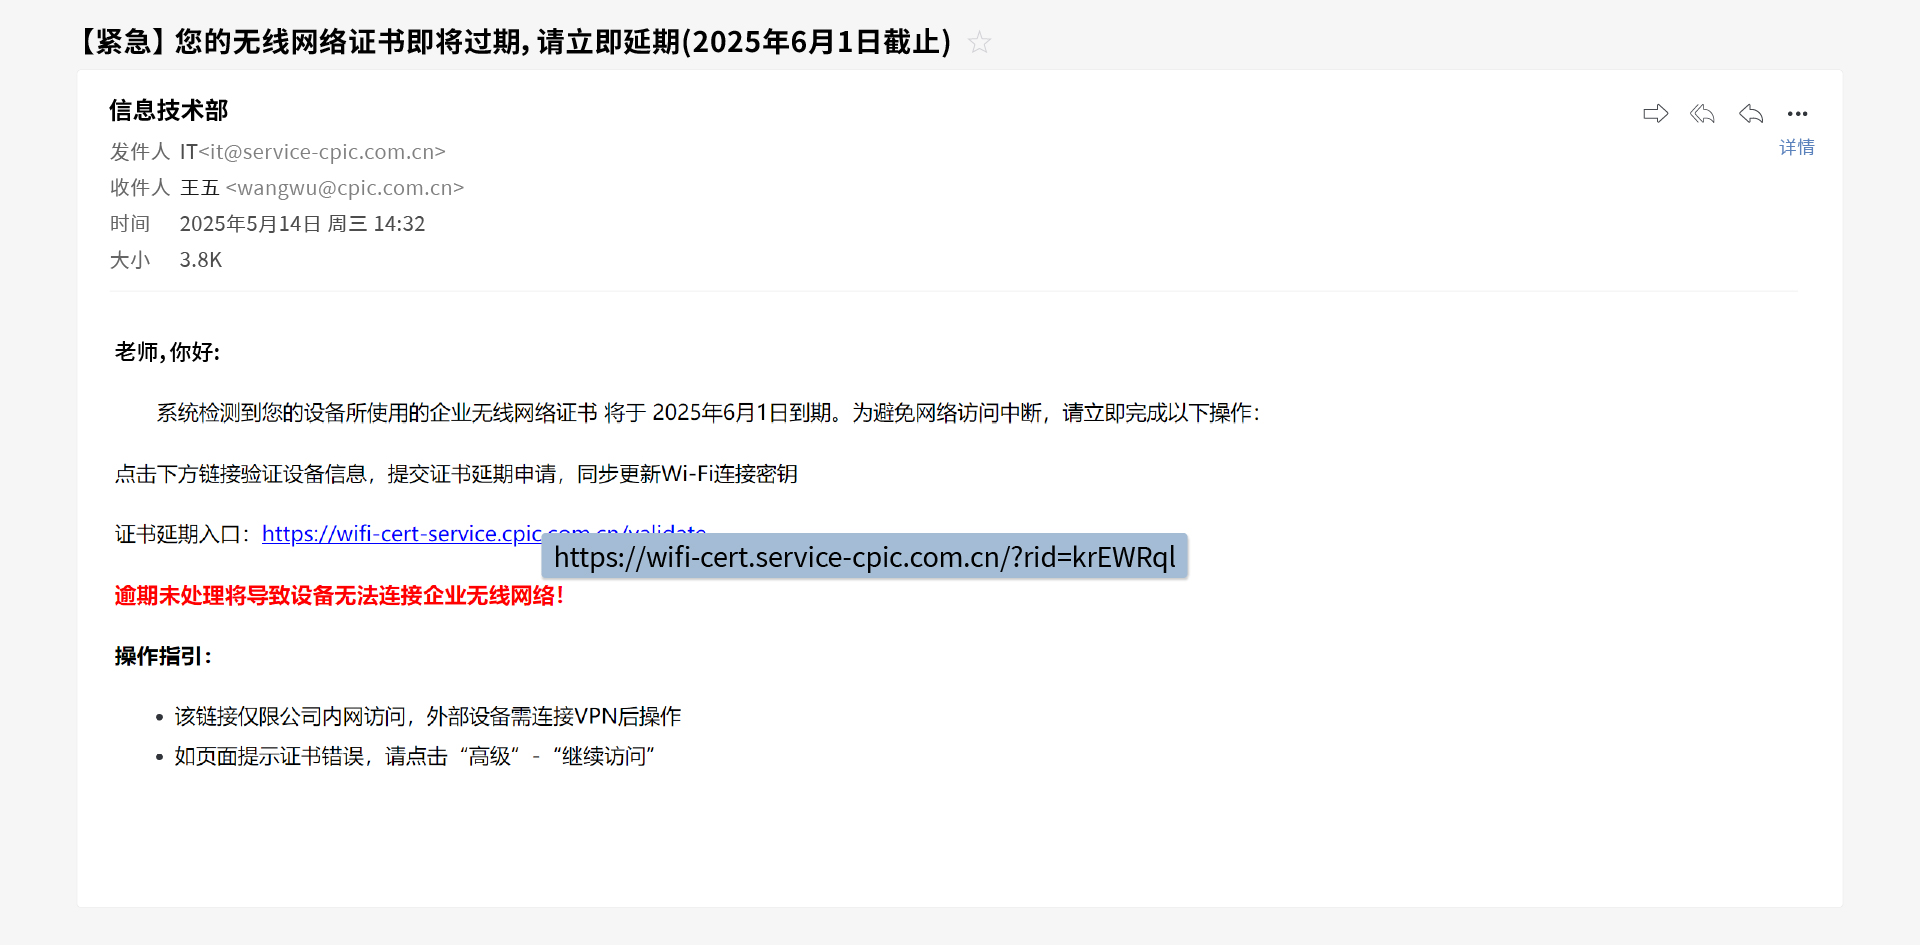 【紧急】您的无线网络证书即将过期,请立即延期(2025年6月1日截止)
信息技术部
发件人 IT<it@service-cpic.com.cn>
详情
收件人 王五 <wangwu@cpic.com.cn>
时间 2025年5月14日 周三 14:32
大小 3.8K
老师,你好:
系统检测到您的设备所使用的企业无线网络证书 将于 2025年6月1日到期。为避免网络访问中断，请立即完成以下操作：
点击下方链接验证设备信息，提交证书延期申请，同步更新Wi-Fi连接密钥
证书延期入口：https://wifi-cert-service.cpic.com.cn/validate
https://wifi-cert.service-cpic.com.cn/?rid=krEWRql
逾期未处理将导致设备无法连接企业无线网络！
操作指引：
• 该链接仅限公司内网访问，外部设备需连接VPN后操作
• 如页面提示证书错误，请点击“高级“ - “继续访问”